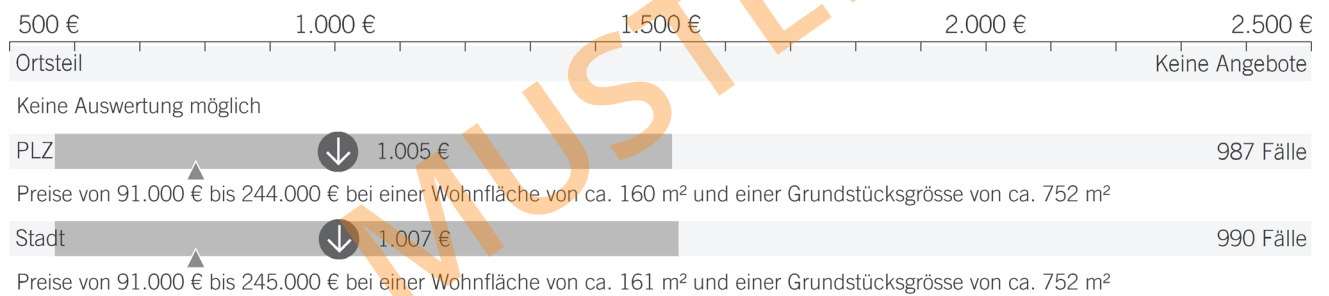 500 € 1.000 € 1.500 € 2.000 € 2.500 €
Ortsteil Keine Angebote
Keine Auswertung möglich
PLZ 1.005 € 987 Fälle
Preise von 91.000 € bis 244.000 € bei einer Wohnfläche von ca. 160 m² und einer Grundstücksgrösse von ca. 752 m²
Stadt 1.007 € 990 Fälle
Preise von 91.000 € bis 245.000 € bei einer Wohnfläche von ca. 161 m² und einer Grundstücksgrösse von ca. 752 m²
MUSTE